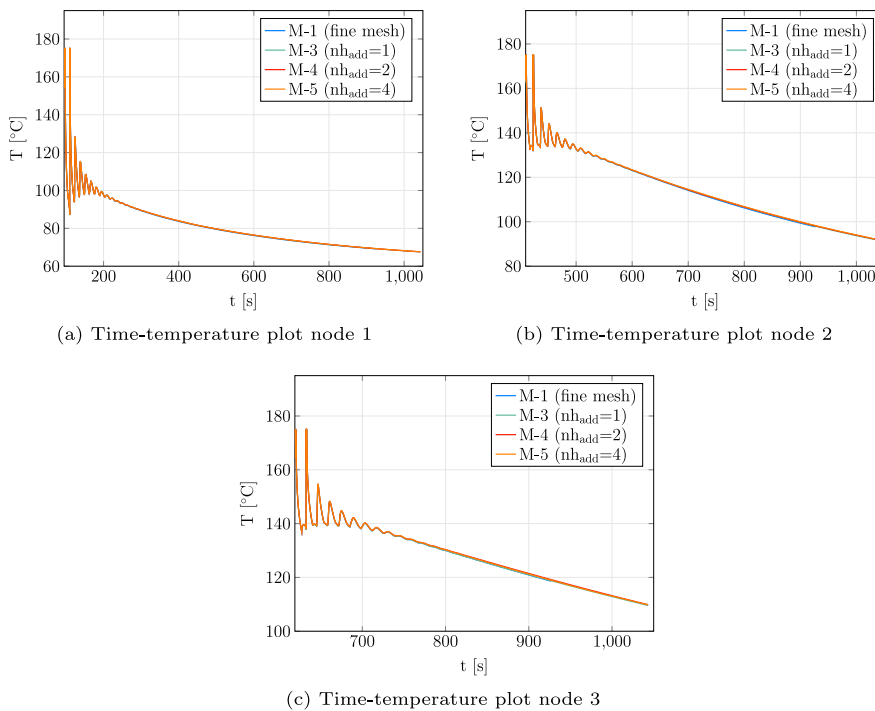 180
160
140
120
100
80
60
T [°C]
200
400
600
800
1,000
t [s]
M-1 (fine mesh)
M-3 (nhadd=1)
M-4 (nhadd=2)
M-5 (nhadd=4)
(a) Time-temperature plot node 1
180
160
140
120
100
80
T [°C]
500
600
700
800
900
1,000
t [s]
M-1 (fine mesh)
M-3 (nhadd=1)
M-4 (nhadd=2)
M-5 (nhadd=4)
(b) Time-temperature plot node 2
180
160
140
120
100
T [°C]
700
800
900
1,000
t [s]
M-1 (fine mesh)
M-3 (nhadd=1)
M-4 (nhadd=2)
M-5 (nhadd=4)
(c) Time-temperature plot node 3